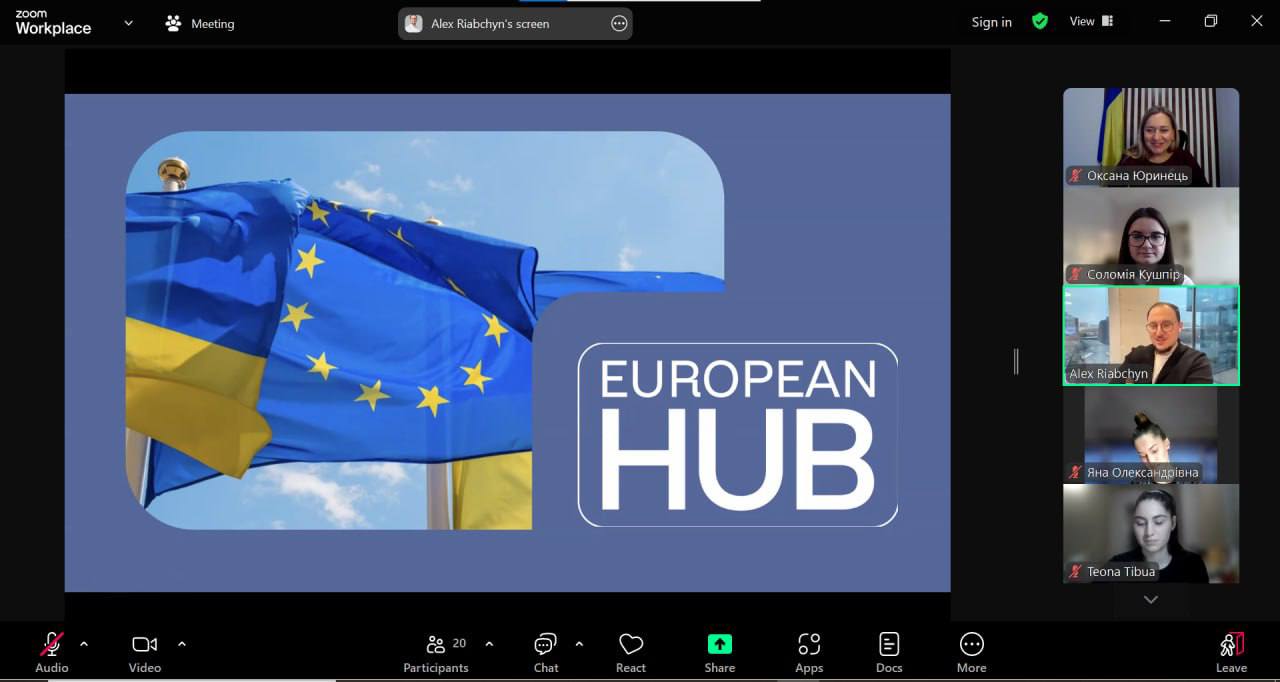 zoom
Workplace
Meeting
Alex Riabchyn's screen
Sign in
View
EUROPEAN
HUB
Оксана Юринець
Соломія Кушпір
Alex Riabchyn
Яна Олександрівна
Teona Tibua
Audio
Video
20
Participants
Chat
React
Share
Apps
Docs
More
Leave